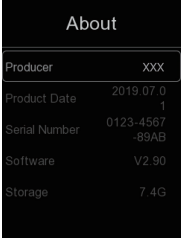 About
Producer XXX
Product Date 2019.07.0
1
Serial Number 0123-4567
-89AB
Software V2.90
Storage 7.4G